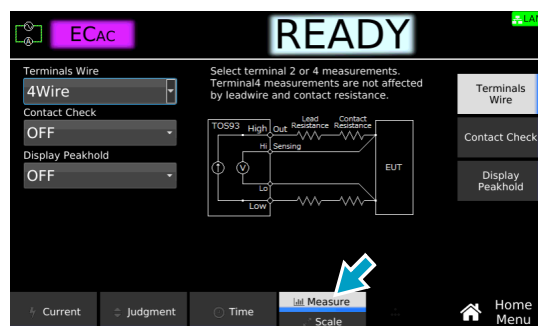 ECAC
READY
LAN
Terminals Wire
4Wire
Contact Check
OFF
Display Peakhold
OFF
Select terminal 2 or 4 measurements.
Terminal4 measurements are not affected
by leadwire and contact resistance.
TOS93
High
Out
Lead
Resistance
Contact
Resistance
Hi
Sensing
V
EUT
Lo
Low
A
Terminals
Wire
Contact Check
Display
Peakhold
Current
Judgment
Time
Measure
Scale
Home
Menu